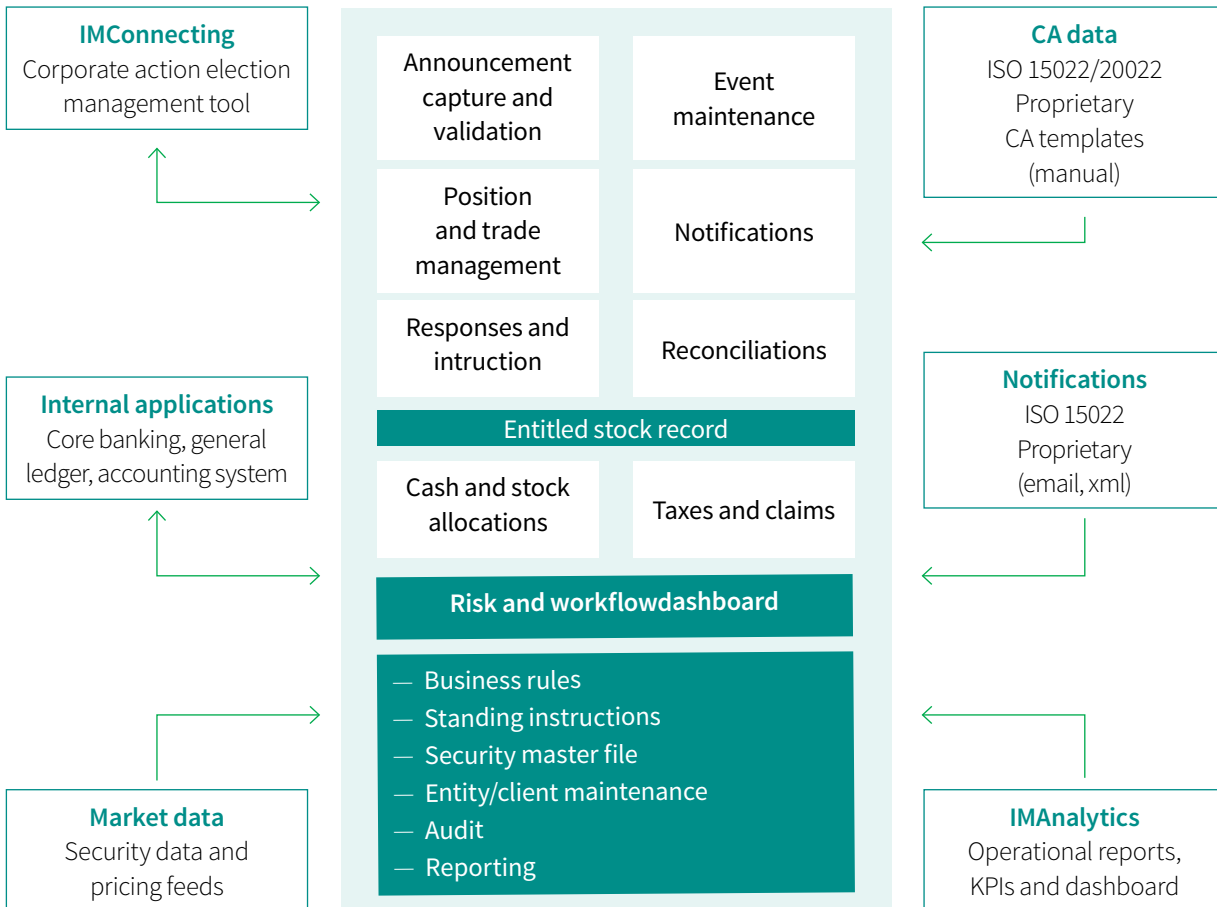 IMConnecting
Corporate action election
management tool
Internal applications
Core banking, general
ledger, accounting system
Market data
Security data and
pricing feeds
Announcement
capture and
validation
Event
maintenance
Position
and trade
management
Notifications
Responses and
intruction
Reconciliations
Entitled stock record
Cash and stock
allocations
Taxes and claims
Risk and workflowdashboard
— Business rules
— Standing instructions
— Security master file
— Entity/client maintenance
— Audit
— Reporting
CA data
ISO 15022/20022
Proprietary
CA templates
(manual)
Notifications
ISO 15022
Proprietary
(email, xml)
IMAnalytics
Operational reports,
KPIs and dashboard